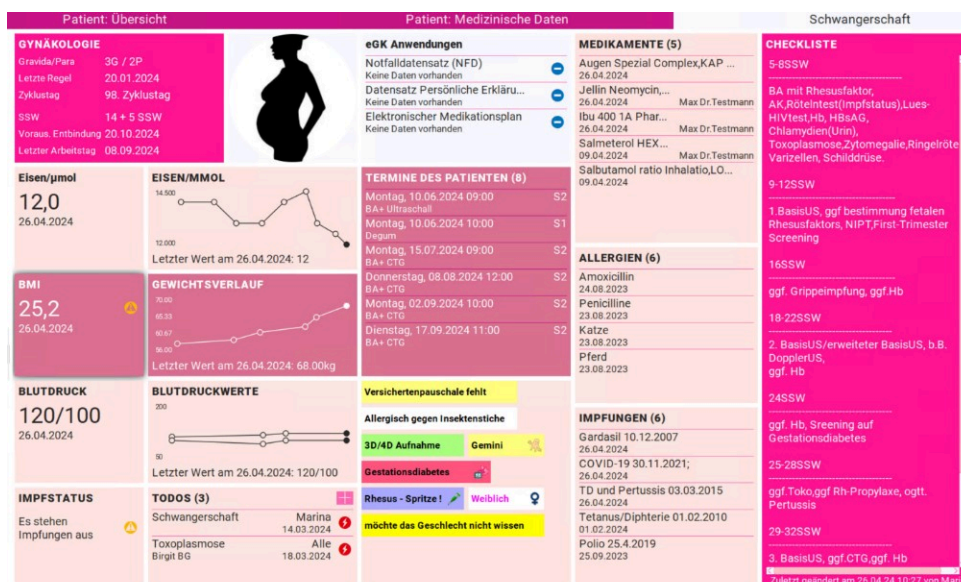 Patient: Übersicht
Patient: Medizinische Daten
Schwangerschaft
GYNÄKOLOGIE
Gravida/Para 3G / 2P
Letzte Regel 20.01.2024
Zyklustag 98. Zyklustag
SSW 14 + 5 SSW
Voraus. Entbindung 20.10.2024
Letzter Arbeitstag 08.09.2024
eGK Anwendungen
Notfalldatensatz (NFD)
Keine Daten vorhanden
Datensatz Persönliche Erkläru...
Keine Daten vorhanden
Elektronischer Medikationsplan
Keine Daten vorhanden
MEDIKAMENTE (5)
Augen Spezial Complex,KAP ...
26.04.2024
Jellin Neomycin,...
26.04.2024 Max Dr.Testmann
Ibu 400 1A Phar...
26.04.2024 Max Dr.Testmann
Salmeterol HEX...
09.04.2024 Max Dr.Testmann
Salbutamol ratio Inhalatio,LO...
09.04.2024
CHECKLISTE
5-8SSW
----------------------------------------
BA mit Rhesusfaktor,
AK,Röteintest(Impfstatus),Lues-
HIVtest,Hb, HBsAG,
Chlamydien(Urin),
Toxoplasmose,Zytomegalie,Ringelröte
Varizellen, Schilddrüse.
9-12SSW
----------------------------------------
1.BasisUS, ggf bestimmung fetalen
Rhesusfaktors, NIPT,First-Trimester
Screening
16SSW
----------------------------------------
ggf. Grippeimpfung, ggf.Hb
18-22SSW
----------------------------------------
2. BasisUS/erweiteter BasisUS, b.B.
DopplerUS,
ggf. Hb
24SSW
----------------------------------------
ggf. Hb, Sreening auf
Gestationsdiabetes
25-28SSW
----------------------------------------
ggf.Toko,ggf Rh-Propylaxe, ogtt.
Pertussis
29-32SSW
----------------------------------------
3. BasisUS, ggf.CTG,ggf. Hb
Zuletzt geändert am 26.04.24 10:27 von Mar
Eisen/µmol
12,0
26.04.2024
EISEN/MMOL
14.500
12.000
Letzter Wert am 26.04.2024: 12
TERMINE DES PATIENTEN (8)
Montag, 10.06.2024 09:00 S2
BA+ Ultraschall
Montag, 10.06.2024 10:00 S1
Degum
Montag, 15.07.2024 09:00 S2
BA+ CTG
Donnerstag, 08.08.2024 12:00 S2
BA+ CTG
Montag, 02.09.2024 10:00 S2
BA+ CTG
Dienstag, 17.09.2024 11:00 S2
BA+ CTG
ALLERGIEN (6)
Amoxicillin
24.08.2023
Penicilline
23.08.2023
Katze
23.08.2023
Pferd
23.08.2023
BMI
25,2
26.04.2024
GEWICHTSVERLAUF
70.00
65.33
60.67
56.00
Letzter Wert am 26.04.2024: 68.00kg
BLUTDRUCK
120/100
26.04.2024
BLUTDRUCKWERTE
200
50
Letzter Wert am 26.04.2024: 120/100
Versichertenpauschale fehlt
Allergisch gegen Insektenstiche
3D/4D Aufnahme
Gemini
Gestationsdiabetes
Rhesus - Spritze !
Weiblich
möchte das Geschlecht nicht wissen
IMPFUNGEN (6)
Gardasil 10.12.2007
26.04.2024
COVID-19 30.11.2021;
26.04.2024
TD und Pertussis 03.03.2015
26.04.2024
Tetanus/Diphterie 01.02.2010
01.02.2024
Polio 25.4.2019
25.09.2023
IMPFSTATUS
Es stehen
Impfungen aus
TODOS (3)
Schwangerschaft Marina
14.03.2024
Toxoplasmose Alle
Birgit BG 18.03.2024